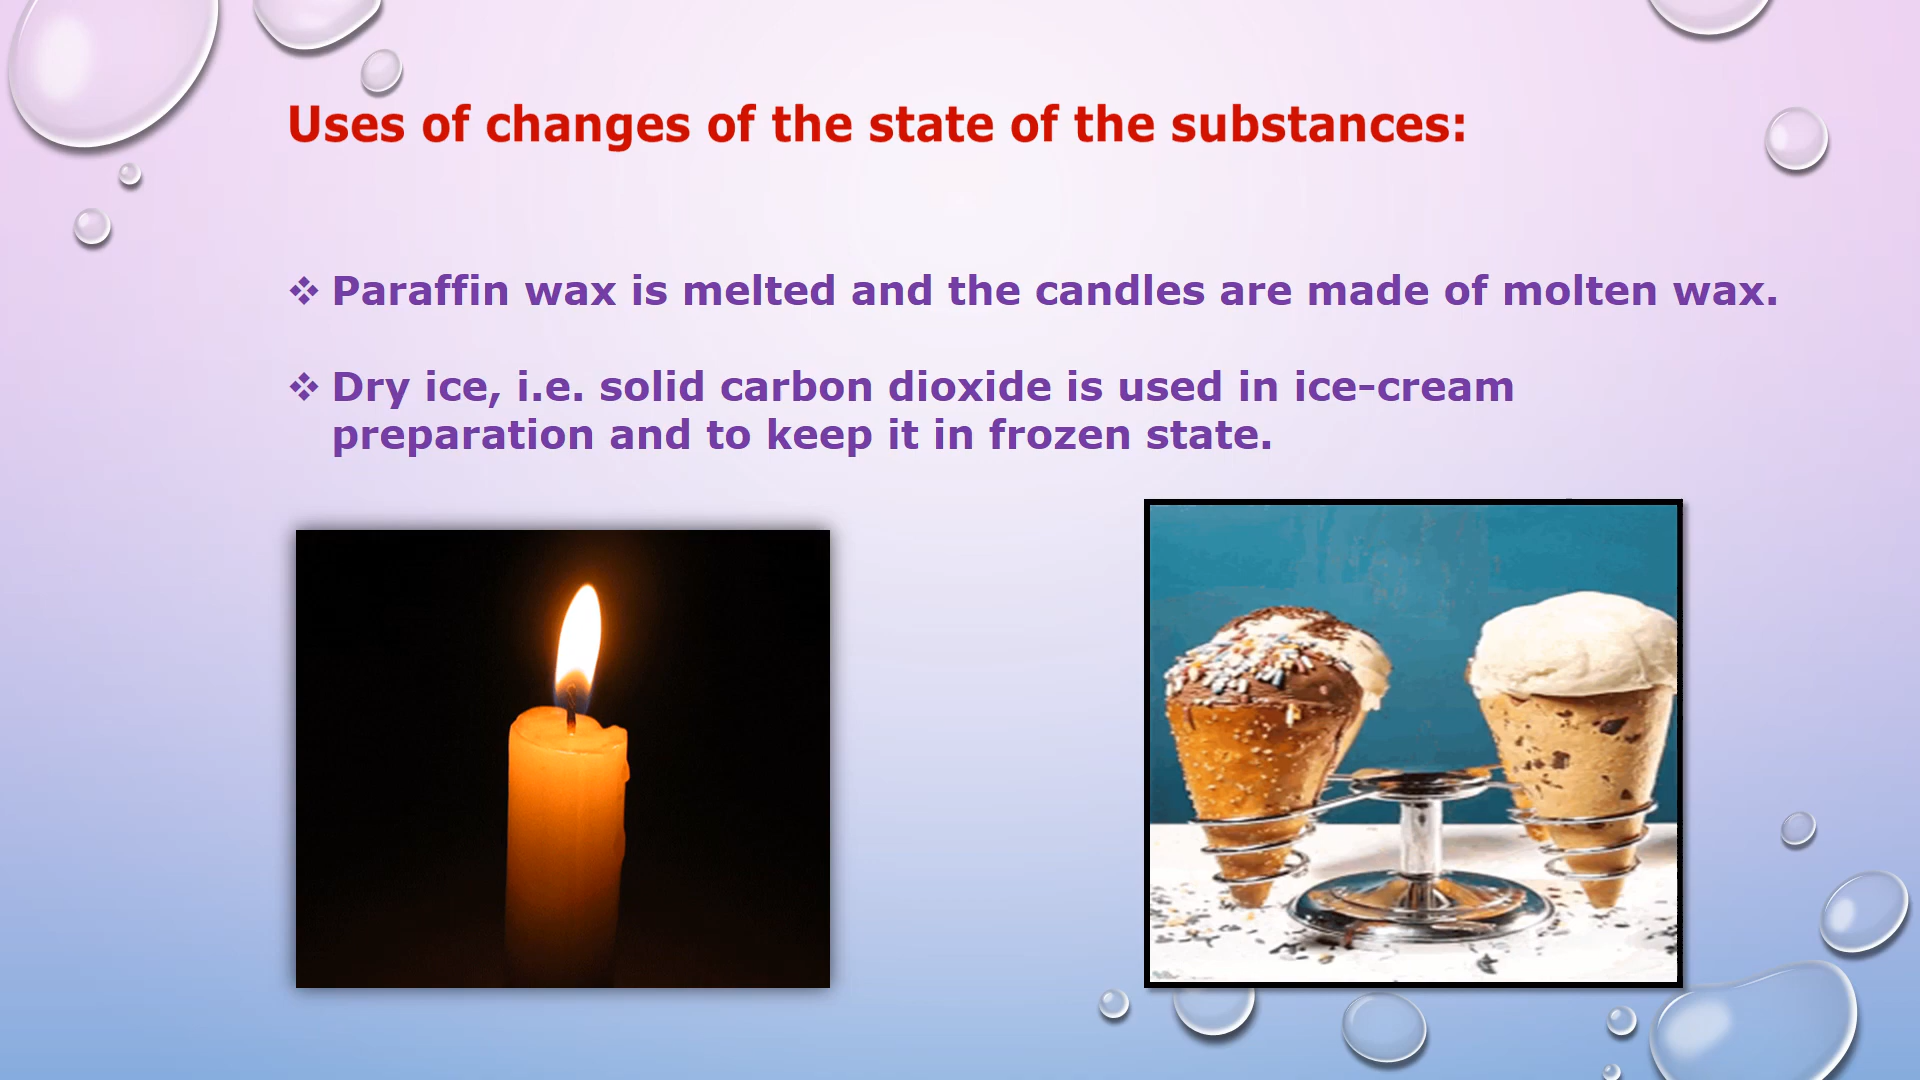 Uses of changes of the state of the substances:
❖ Paraffin wax is melted and the candles are made of molten wax.
❖ Dry ice, i.e. solid carbon dioxide is used in ice-cream
preparation and to keep it in frozen state.